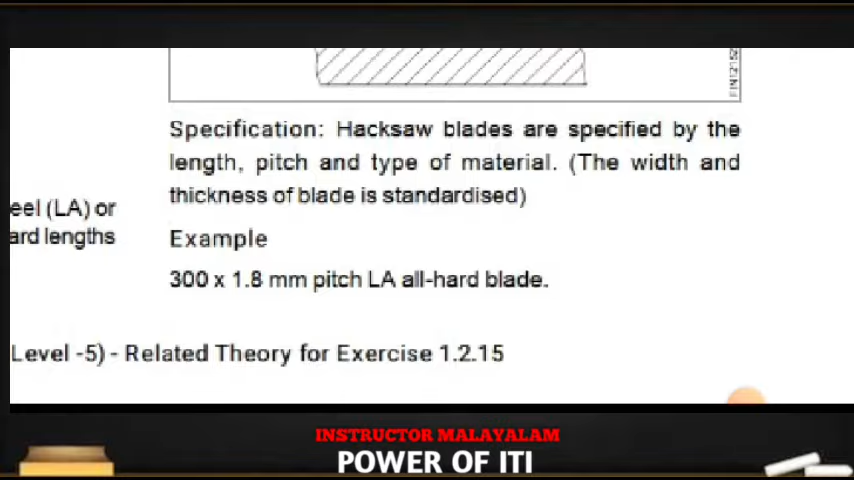 FIN12152
Specification: Hacksaw blades are specified by the
length, pitch and type of material. (The width and
thickness of blade is standardised)
eel (LA) or
ard lengths
Example
300 x 1.8 mm pitch LA all-hard blade.
Level -5) - Related Theory for Exercise 1.2.15
INSTRUCTOR MALAYALAM
POWER OF ITI